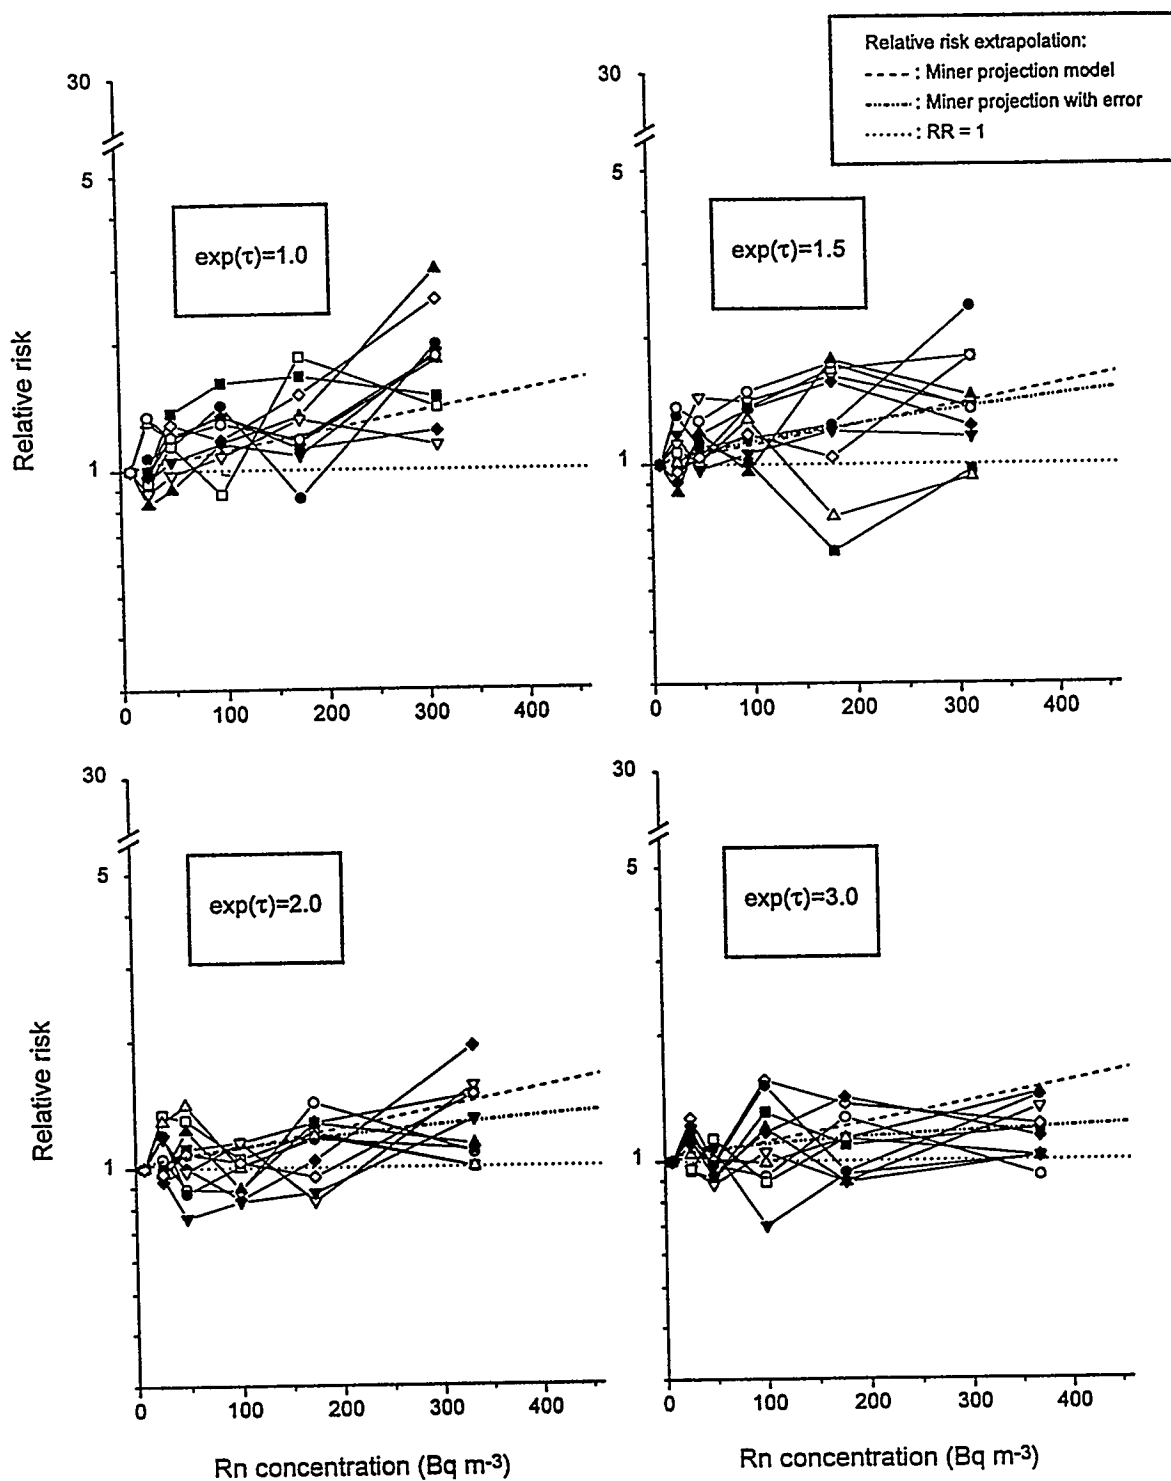 Relative risk extrapolation:
: Miner projection model
: Miner projection with error
: RR = 1
30
5
1
exp(τ)=1.0
Relative risk
0
100
200
300
400
30
5
1
exp(τ)=1.5
0
100
200
300
400
30
5
1
exp(τ)=2.0
Relative risk
0
100
200
300
400
Rn concentration (Bq m-3)
30
5
1
exp(τ)=3.0
0
100
200
300
400
Rn concentration (Bq m-3)